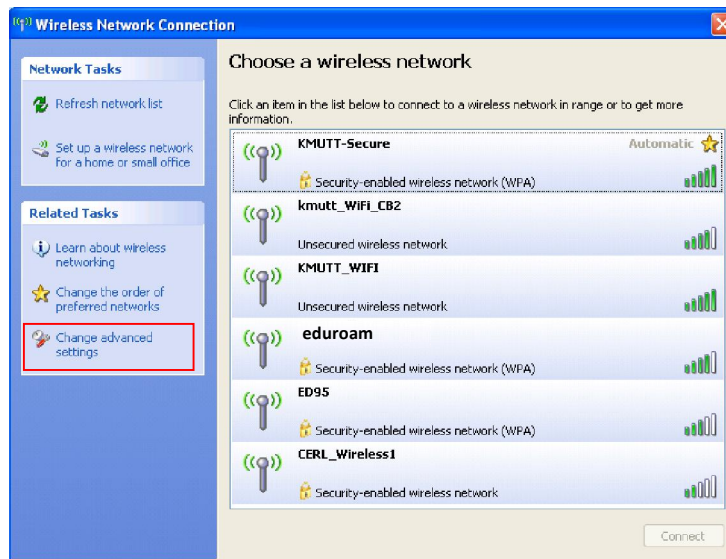 Wireless Network Connection
Network Tasks
Refresh network list
Set up a wireless network
for a home or small office
Related Tasks
Learn about wireless
networking
Change the order of
preferred networks
Change advanced
settings
Choose a wireless network
Click an item in the list below to connect to a wireless network in range or to get more
information.
KMUTT-Secure
Automatic
Security-enabled wireless network (WPA)
kmutt_WiFi_CB2
Unsecured wireless network
KMUTT_WIFI
Unsecured wireless network
eduroam
Security-enabled wireless network (WPA)
ED95
Security-enabled wireless network (WPA)
CERL_Wireless1
Security-enabled wireless network
Connect